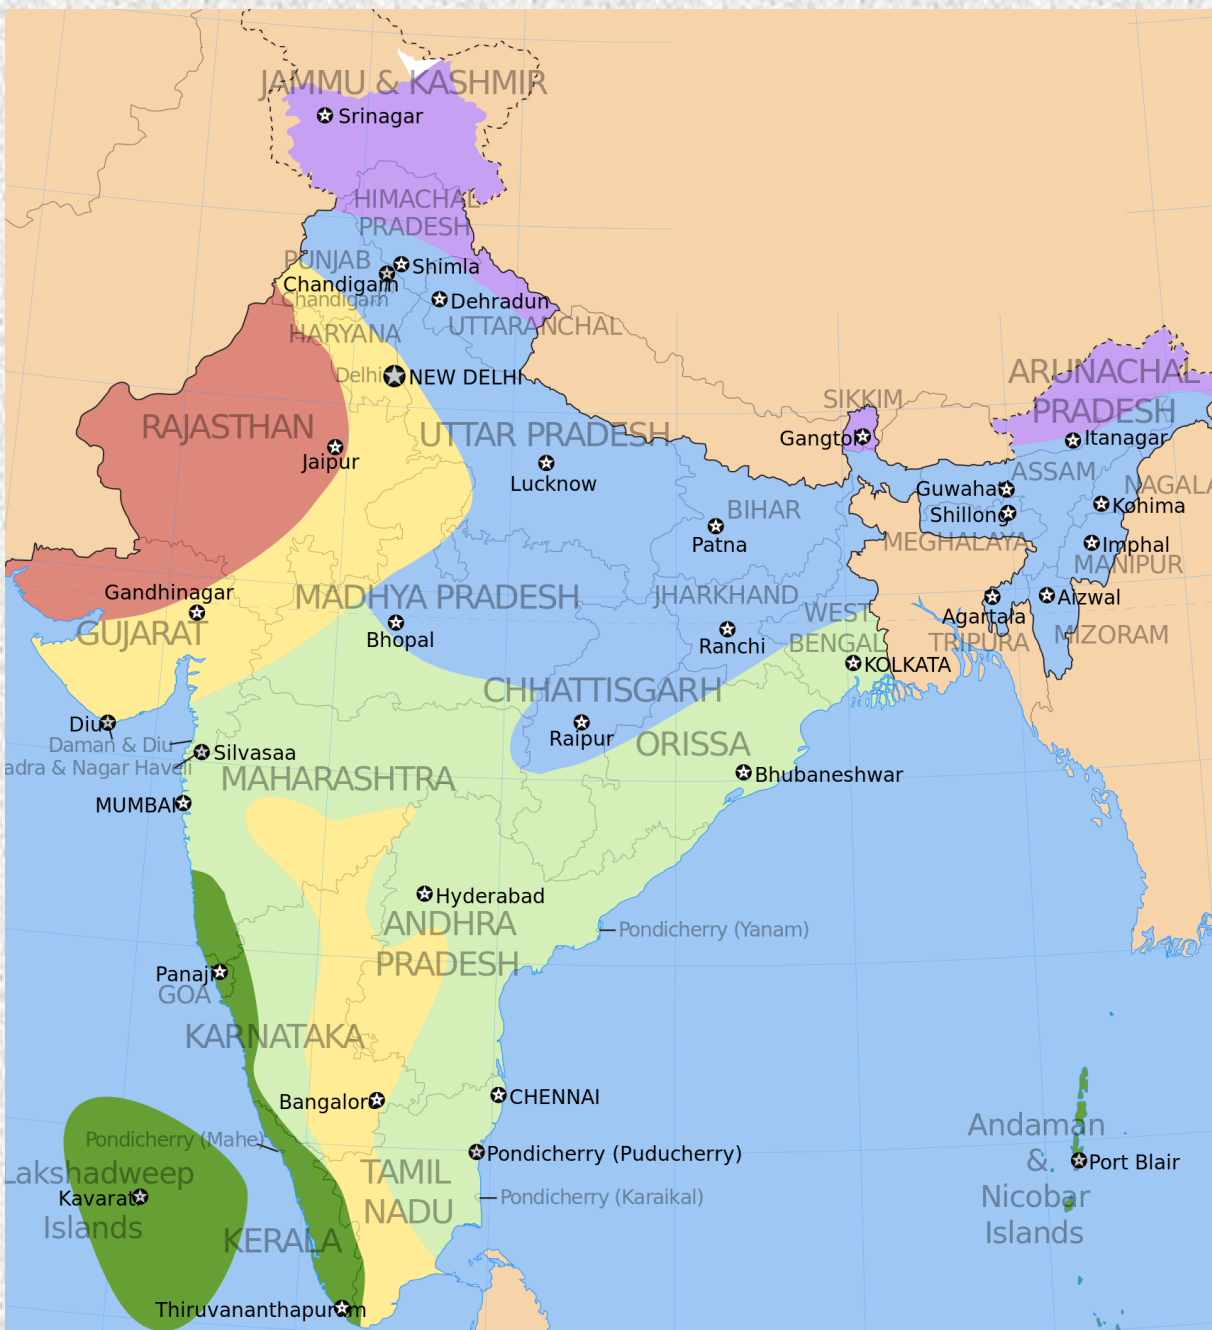 JAMMU & KASHMIR
Srinagar
HIMACHAL
PRADESH
PUNJAB
Shimla
Chandigarh
Chandigarh
Dehradun
HARYANA
UTTARANCHAL
Delhi
NEW DELHI
ARUNACHAL
PRADESH
SIKKIM
RAJASTHAN
UTTAR PRADESH
Gangtok
Itanagar
Jaipur
Lucknow
ASSAM
Guwahati
NAGALA
Kohima
BIHAR
Shillong
Patna
MEGHALAYA
Imphal
MANIPUR
Gandhinagar
MADHYA PRADESH
JHARKHAND
Aizwal
WEST
BENGAL
Agartala
GUJARAT
Bhopal
Ranchi
TRIPURA
MIZORAM
KOLKATA
CHHATTISGARH
Diu
Daman & Diu
Raipur
ORISSA
Silvasaa
adra & Nagar Haveli
MAHARASHTRA
Bhubaneshwar
MUMBAI
Hyderabad
ANDHRA
PRADESH
Pondicherry (Yanam)
Panaji
GOA
KARNATAKA
Bangalore
CHENNAI
Andaman
&
Nicobar
Islands
Port Blair
Pondicherry (Mahe)
Pondicherry (Puducherry)
Lakshadweep
Islands
Kavarati
TAMIL
NADU
Pondicherry (Karaikal)
KERALA
Thiruvananthapuram